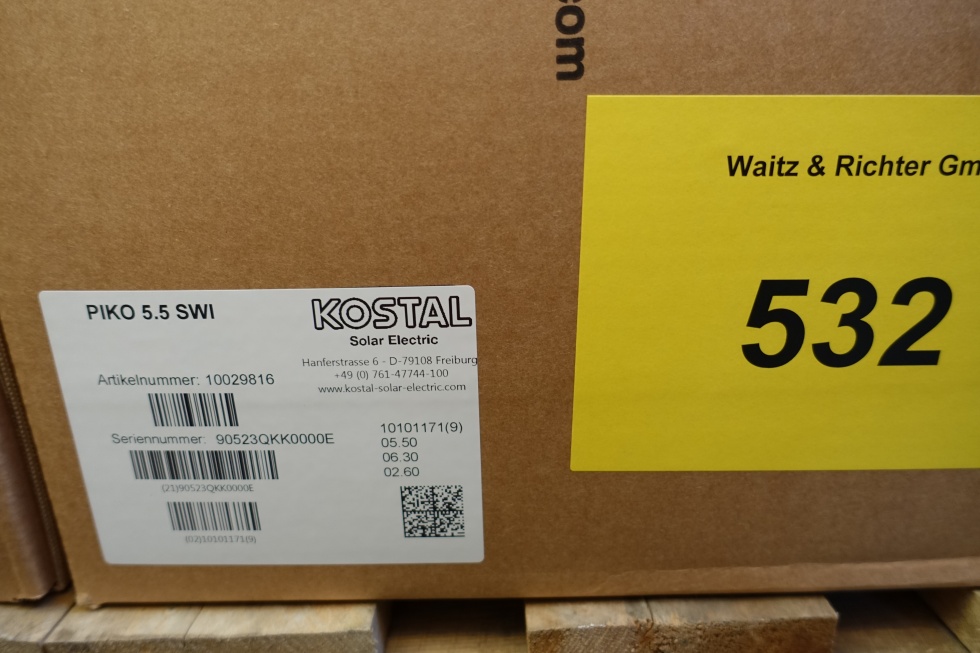 com
Waitz & Richter Gm
532
PIKO 5.5 SWI
KOSTAL
Solar Electric
Hanferstrasse 6 - D-79108 Freiburg
+49 (0) 761-47744-100
www.kostal-solar-electric.com
Artikelnummer: 10029816
Seriennummer: 90523QKK0000E
(21)90523QKK0000E
(02)10101171(9)
10101171(9)
05.50
06.30
02.60